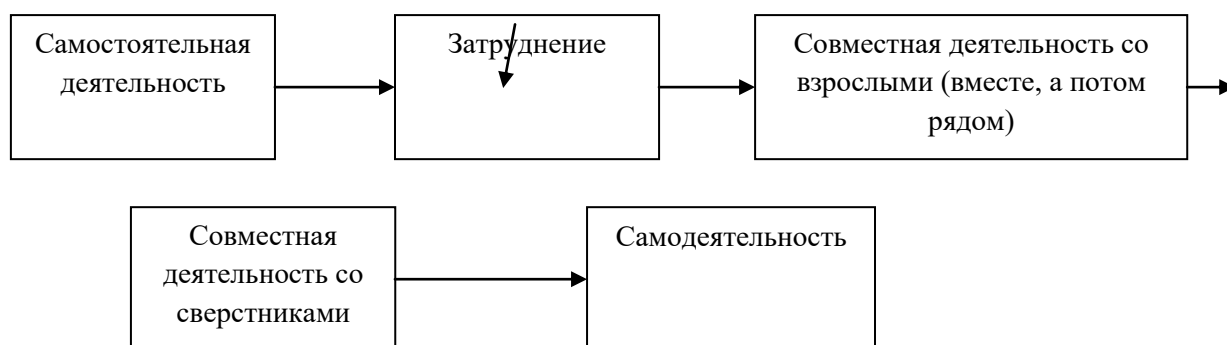 Самостоятельная
деятельность
Затруднение
Совместная деятельность со
взрослыми (вместе, а потом
рядом)
Совместная
деятельность со
сверстниками
Самодеятельность